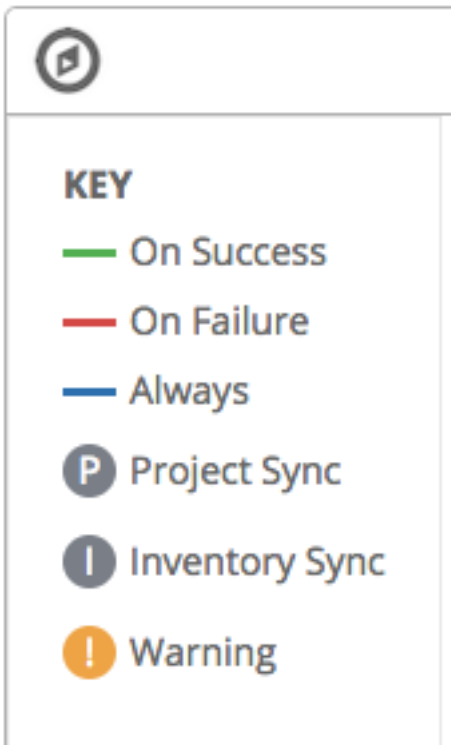 KEY
On Success
On Failure
Always
P Project Sync
I Inventory Sync
! Warning